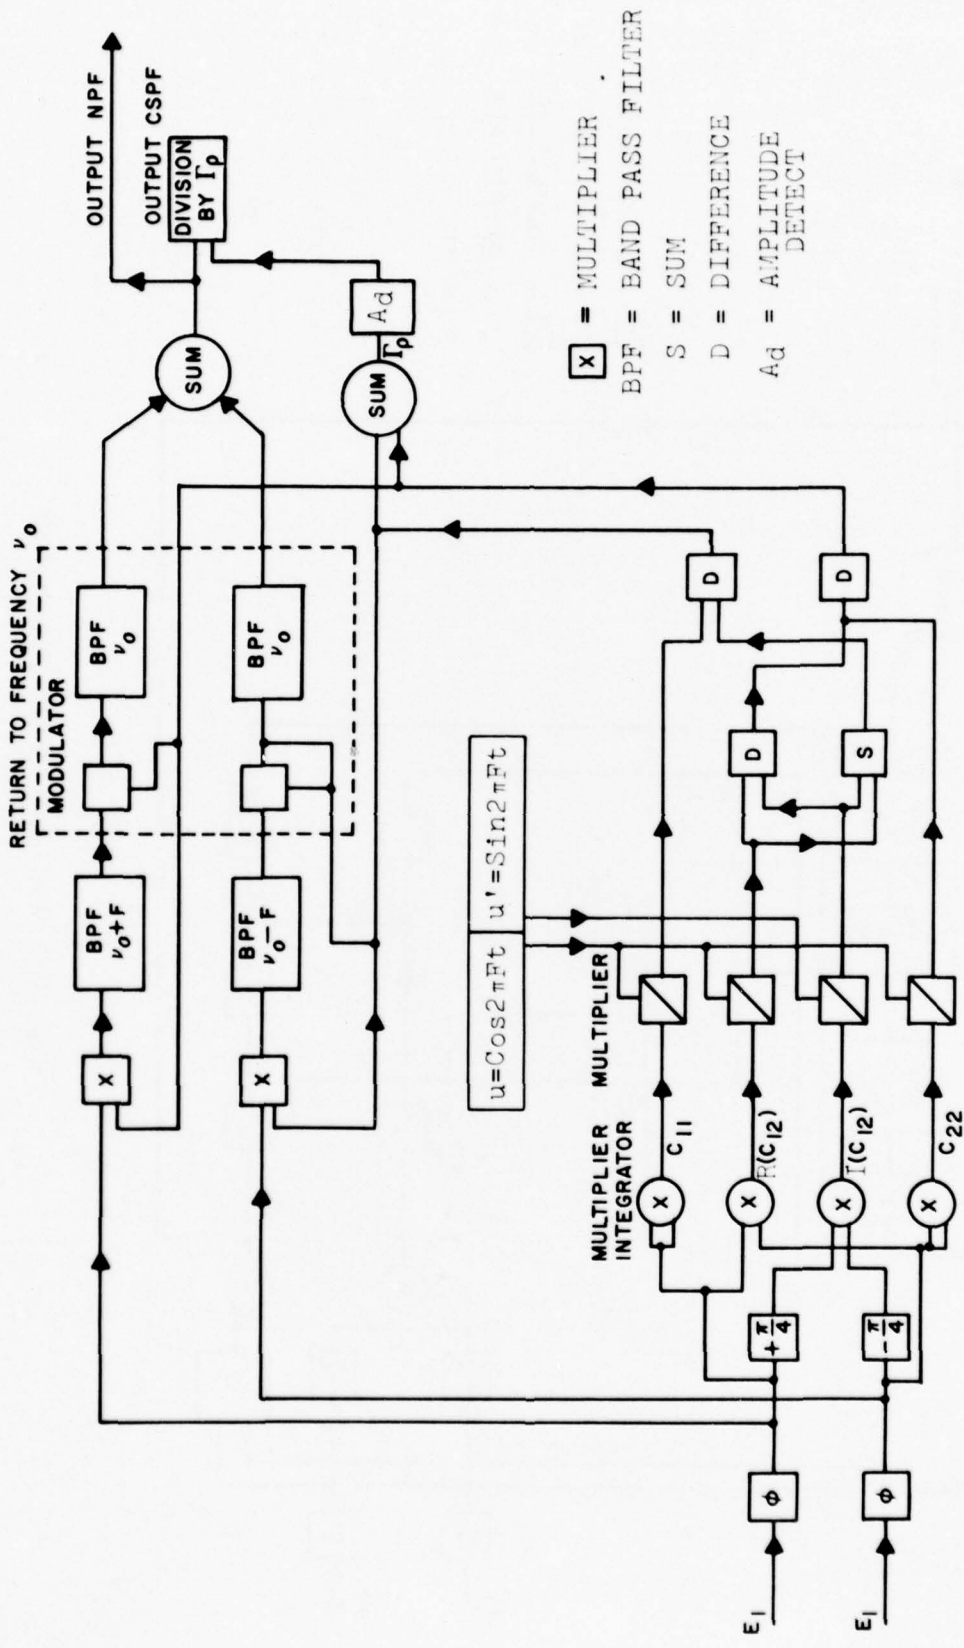 RETURN TO FREQUENCY ν₀
MODULATOR
X
BPF
ν₀+F
BPF
ν₀
SUM
OUTPUT NPF
OUTPUT CSPF
DIVISION
BY Γρ
X
BPF
ν₀−F
BPF
ν₀
SUM
Γρ
Ad
u=Cos2πFt
u'=Sin2πFt
MULTIPLIER
INTEGRATOR
MULTIPLIER
X
C₁₁
D
X
R(C₁₂)
D
X
I(C₁₂)
S
D
X
C₂₂
E₁
ϕ
+π/4
E₁
ϕ
−π/4
X = MULTIPLIER
BPF = BAND PASS FILTER
S = SUM
D = DIFFERENCE
Ad = AMPLITUDE
DETECT